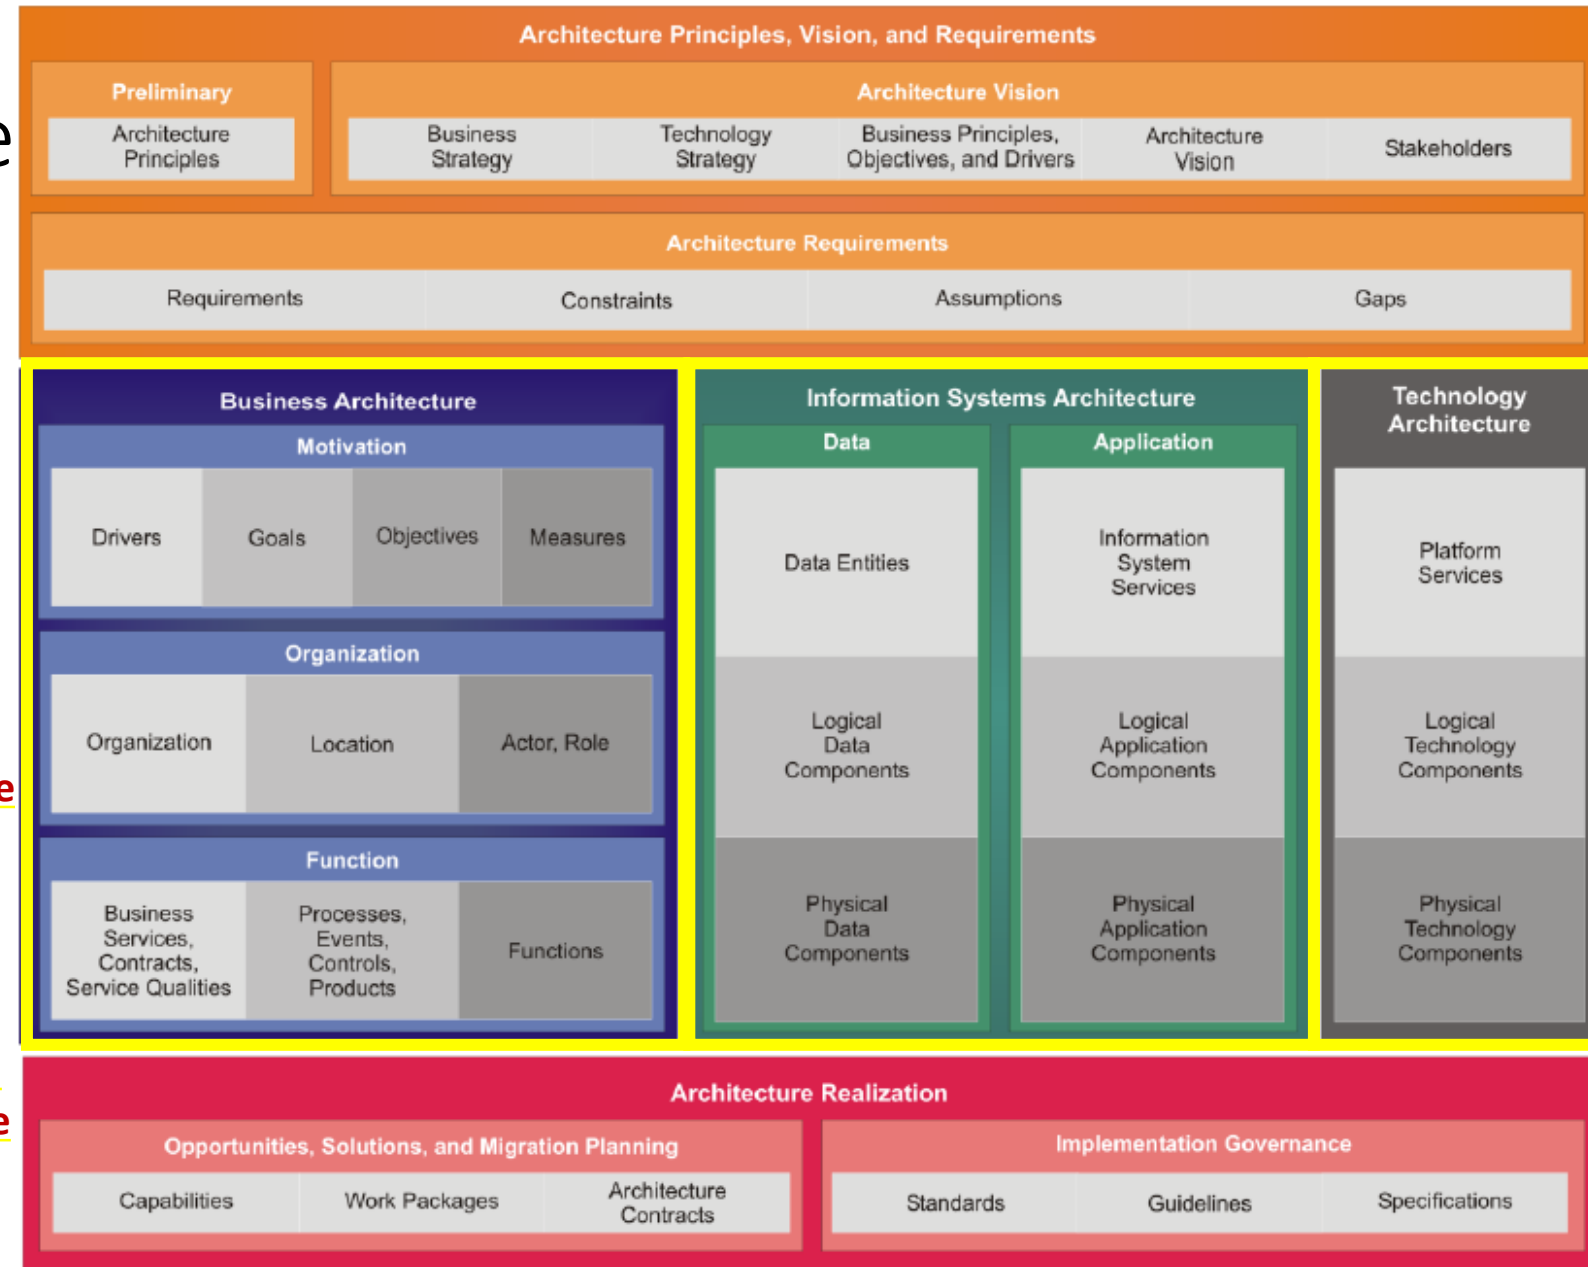 Architecture Principles, Vision, and Requirements
Preliminary
Architecture
Principles
Architecture Vision
Business
Strategy
Technology
Strategy
Business Principles,
Objectives, and Drivers
Architecture
Vision
Stakeholders
Architecture Requirements
Requirements
Constraints
Assumptions
Gaps
Business Architecture
Motivation
Drivers
Goals
Objectives
Measures
Organization
Organization
Location
Actor, Role
Function
Business
Services,
Contracts,
Service Qualities
Processes,
Events,
Controls,
Products
Functions
Information Systems Architecture
Data
Data Entities
Logical
Data
Components
Physical
Data
Components
Application
Information
System
Services
Logical
Application
Components
Physical
Application
Components
Technology
Architecture
Platform
Services
Logical
Technology
Components
Physical
Technology
Components
Architecture Realization
Opportunities, Solutions, and Migration Planning
Capabilities
Work Packages
Architecture
Contracts
Implementation Governance
Standards
Guidelines
Specifications